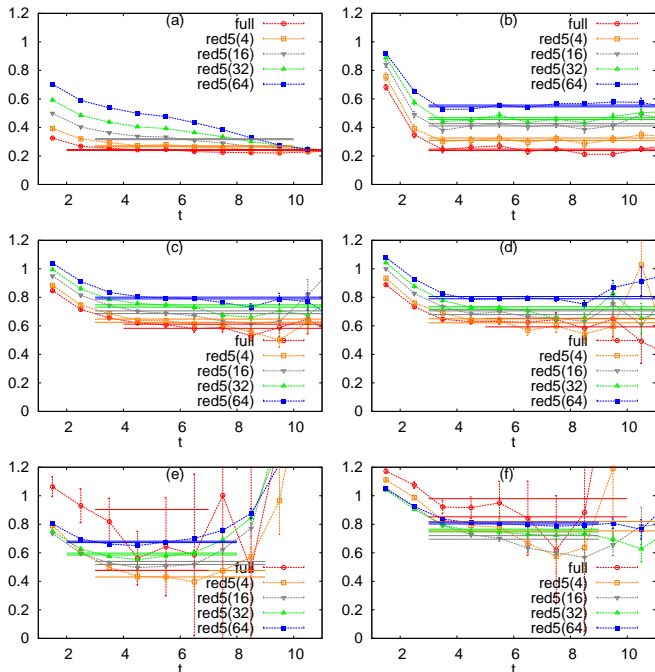 (a)
full
red5(4)
red5(16)
red5(32)
red5(64)
1.2
1
0.8
0.6
0.4
0.2
0
2 4 6 8 10
t
(b)
full
red5(4)
red5(16)
red5(32)
red5(64)
1.2
1
0.8
0.6
0.4
0.2
0
2 4 6 8 10
t
(c)
full
red5(4)
red5(16)
red5(32)
red5(64)
1.2
1
0.8
0.6
0.4
0.2
0
2 4 6 8 10
t
(d)
full
red5(4)
red5(16)
red5(32)
red5(64)
1.2
1
0.8
0.6
0.4
0.2
0
2 4 6 8 10
t
(e)
full
red5(4)
red5(16)
red5(32)
red5(64)
1.2
1
0.8
0.6
0.4
0.2
0
2 4 6 8 10
t
(f)
full
red5(4)
red5(16)
red5(32)
red5(64)
1.2
1
0.8
0.6
0.4
0.2
0
2 4 6 8 10
t